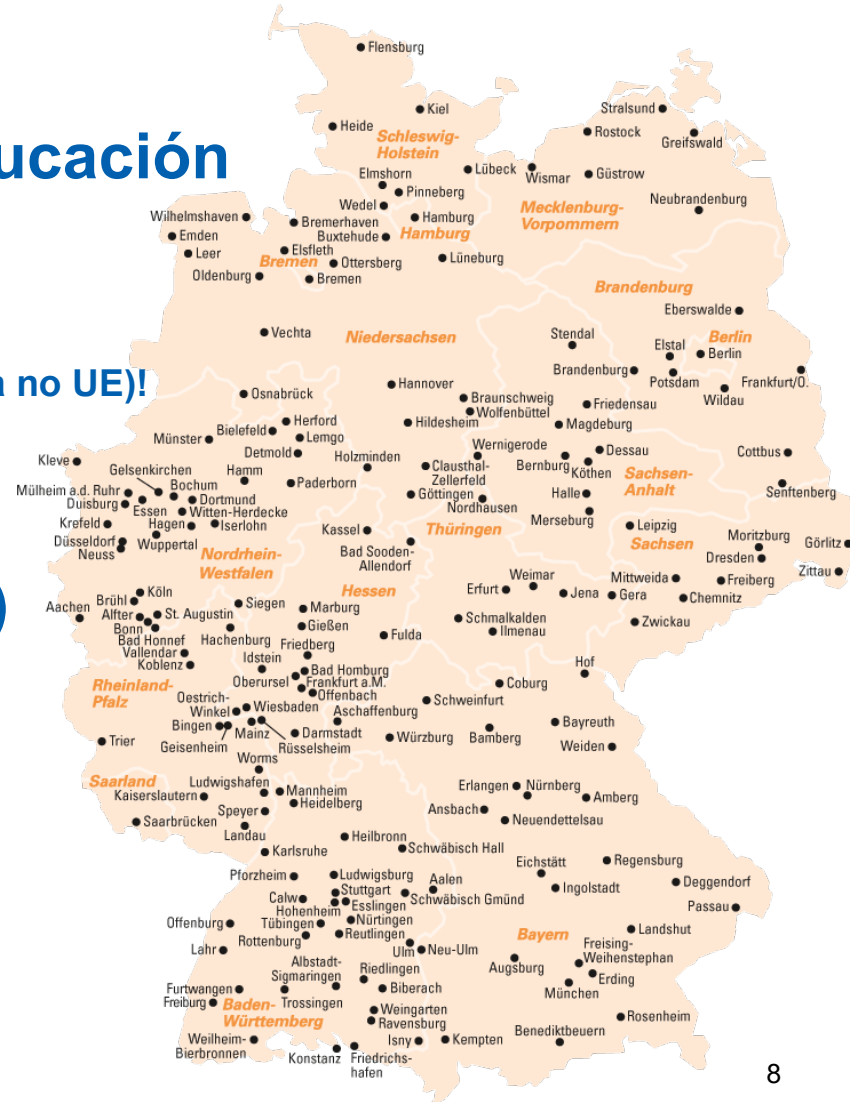 Flensburg
Kiel
Stralsund
Heide
Rostock
Greifswald
Schleswig-
Holstein
ucación
Lübeck
Wismar
Güstrow
Elmshorn
Pinneberg
Neubrandenburg
Wedel
Mecklenburg-
Vorpommern
Wilhelmshaven
Bremerhaven
Hamburg
Emden
Buxtehude
Hamburg
Leer
Elsfleth
Bremen
Ottersberg
Lüneburg
Oldenburg
Bremen
Brandenburg
Eberswalde
Vechta
Niedersachsen
Stendal
Berlin
Elstal
Berlin
Brandenburg
Potsdam
Frankfurt/O.
Wildau
a no UE)!
Osnabrück
Hannover
Braunschweig
Wolfenbüttel
Friedensau
Hildesheim
Magdeburg
Herford
Bielefeld
Lemgo
Münster
Detmold
Holzminden
Wernigerode
Dessau
Cottbus
Kleve
Gelsenkirchen
Hamm
Clausthal-
Zellerfeld
Bernburg
Köthen
Sachsen-
Anhalt
Bochum
Paderborn
Mülheim a.d. Ruhr
Dortmund
Göttingen
Nordhausen
Halle
Senftenberg
Duisburg
Essen
Witten-Herdecke
Merseburg
Krefeld
Hagen
Iserlohn
Kassel
Thüringen
Leipzig
Düsseldorf
Neuss
Wuppertal
Nordrhein-
Westfalen
Bad Sooden-
Allendorf
Sachsen
Moritzburg
Görlitz
Dresden
Zittau
Hessen
Weimar
Mittweida
Freiberg
Erfurt
Jena
Gera
Chemnitz
)
Köln
Brühl
Siegen
Marburg
Aachen
Alfter
St. Augustin
Schmalkalden
Zwickau
Bonn
Gießen
Ilmenau
Bad Honnef
Hachenburg
Fulda
Vallendar
Friedberg
Koblenz
Idstein
Hof
Bad Homburg
Oberursel
Frankfurt a.M.
Coburg
Rheinland-
Pfalz
Offenbach
Oestrich-
Winkel
Wiesbaden
Aschaffenburg
Schweinfurt
Bingen
Mainz
Darmstadt
Würzburg
Bamberg
Bayreuth
Trier
Geisenheim
Rüsselsheim
Weiden
Worms
Saarland
Ludwigshafen
Mannheim
Erlangen
Nürnberg
Kaiserslautern
Heidelberg
Amberg
Speyer
Ansbach
Saarbrücken
Neuendettelsau
Landau
Heilbronn
Karlsruhe
Schwäbisch Hall
Eichstätt
Regensburg
Pforzheim
Ludwigsburg
Aalen
Deggendorf
Stuttgart
Ingolstadt
Calw
Esslingen
Schwäbisch Gmünd
Passau
Hohenheim
Nürtingen
Offenburg
Tübingen
Reutlingen
Landshut
Rottenburg
Bayern
Lahr
Ulm
Neu-Ulm
Freising-
Weihenstephan
Albstadt-
Sigmaringen
Riedlingen
Augsburg
Erding
Furtwangen
Biberach
München
Freiburg
Trossingen
Baden-
Württemberg
Weingarten
Ravensburg
Rosenheim
Weilheim-
Bierbronnen
Isny
Kempten
Benediktbeuern
Konstanz
Friedrichs-
hafen
8